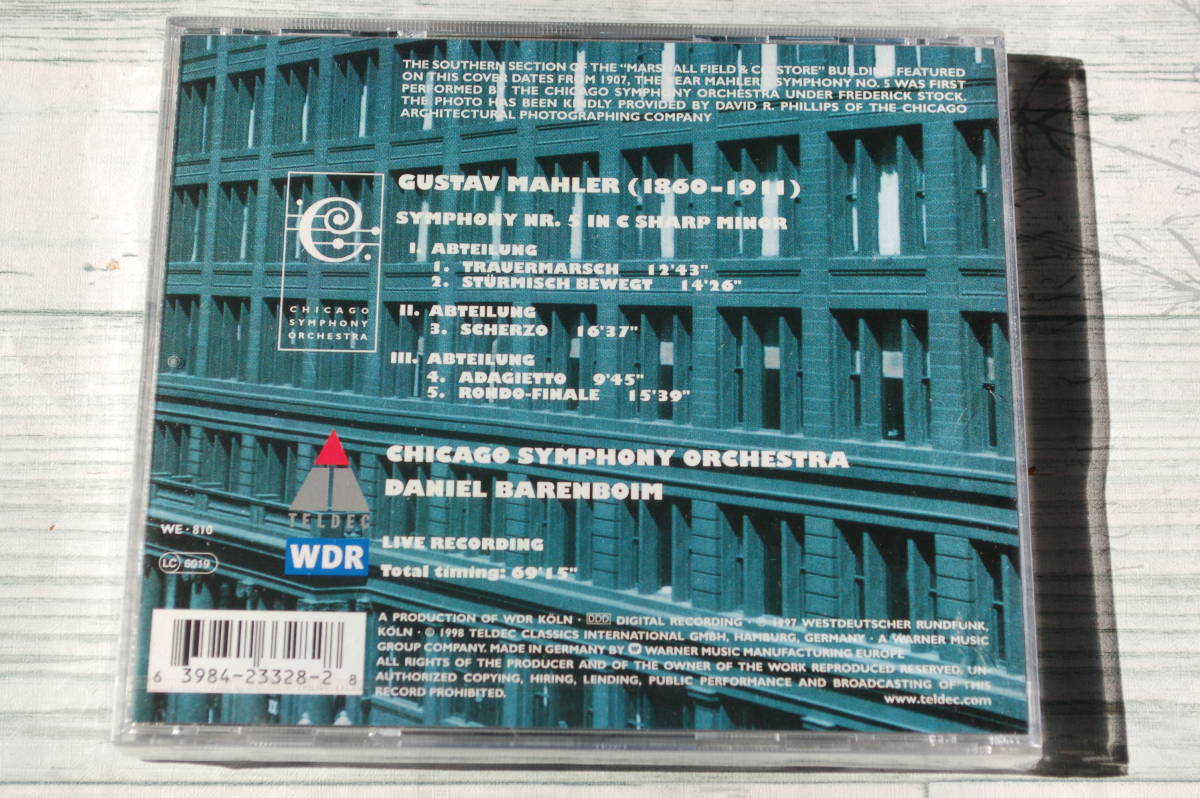 THE SOUTHERN SECTION OF THE "MARSHALL FIELD & CO. STORE" BUILDING FEATURED
ON THIS COVER DATES FROM 1907, THE YEAR MAHLER'S SYMPHONY NO. 5 WAS FIRST
PERFORMED BY THE CHICAGO SYMPHONY ORCHESTRA UNDER FREDERICK STOCK.
THE PHOTO HAS BEEN KINDLY PROVIDED BY DAVID R. PHILLIPS OF THE CHICAGO
ARCHITECTURAL PHOTOGRAPHING COMPANY
GUSTAV MAHLER (1860–1911)
SYMPHONY NR. 5 IN C SHARP MINOR
I. ABTEILUNG
1. TRAUERMARSCH 12'43"
2. STÜRMISCH BEWEGT 14'26"
II. ABTEILUNG
3. SCHERZO 16'37"
III. ABTEILUNG
4. ADAGIETTO 9'45"
5. RONDO-FINALE 15'39"
CHICAGO
SYMPHONY
ORCHESTRA
CHICAGO SYMPHONY ORCHESTRA
DANIEL BARENBOIM
TELDEC
WDR
WE · 810
LC 6019
LIVE RECORDING
Total timing: 69'15"
A PRODUCTION OF WDR KÖLN · DDD DIGITAL RECORDING · ℗ 1997 WESTDEUTSCHER RUNDFUNK,
KÖLN · © 1998 TELDEC CLASSICS INTERNATIONAL GMBH, HAMBURG, GERMANY · A WARNER MUSIC
GROUP COMPANY. MADE IN GERMANY BY WARNER MUSIC MANUFACTURING EUROPE
ALL RIGHTS OF THE PRODUCER AND OF THE OWNER OF THE WORK REPRODUCED RESERVED. UN-
AUTHORIZED COPYING, HIRING, LENDING, PUBLIC PERFORMANCE AND BROADCASTING OF THIS
RECORD PROHIBITED.
www.teldec.com
6 39842-3328-2 8